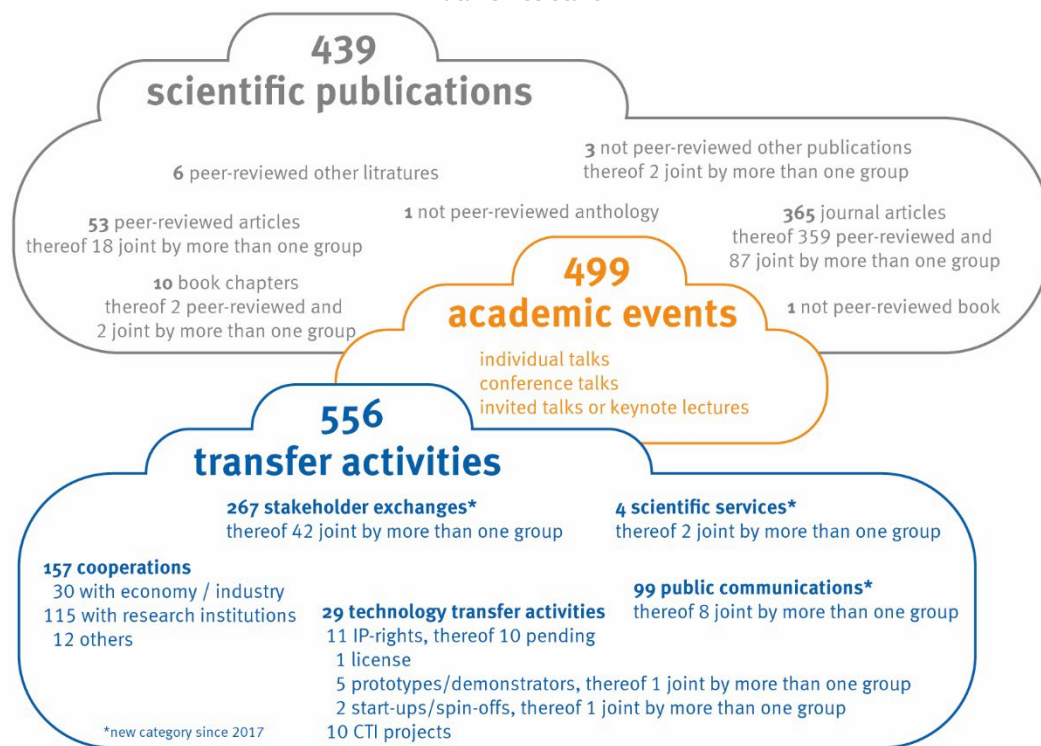 439
scientific publications
3 not peer-reviewed other publications
thereof 2 joint by more than one group
6 peer-reviewed other litratures
53 peer-reviewed articles
thereof 18 joint by more than one group
1 not peer-reviewed anthology
365 journal articles
thereof 359 peer-reviewed and
87 joint by more than one group
10 book chapters
thereof 2 peer-reviewed and
2 joint by more than one group
1 not peer-reviewed book
499
academic events
individual talks
conference talks
invited talks or keynote lectures
556
transfer activities
267 stakeholder exchanges*
thereof 42 joint by more than one group
4 scientific services*
thereof 2 joint by more than one group
157 cooperations
30 with economy / industry
115 with research institutions
12 others
99 public communications*
thereof 8 joint by more than one group
29 technology transfer activities
11 IP-rights, thereof 10 pending
1 license
5 prototypes/demonstrators, thereof 1 joint by more than one group
2 start-ups/spin-offs, thereof 1 joint by more than one group
10 CTI projects
*new category since 2017